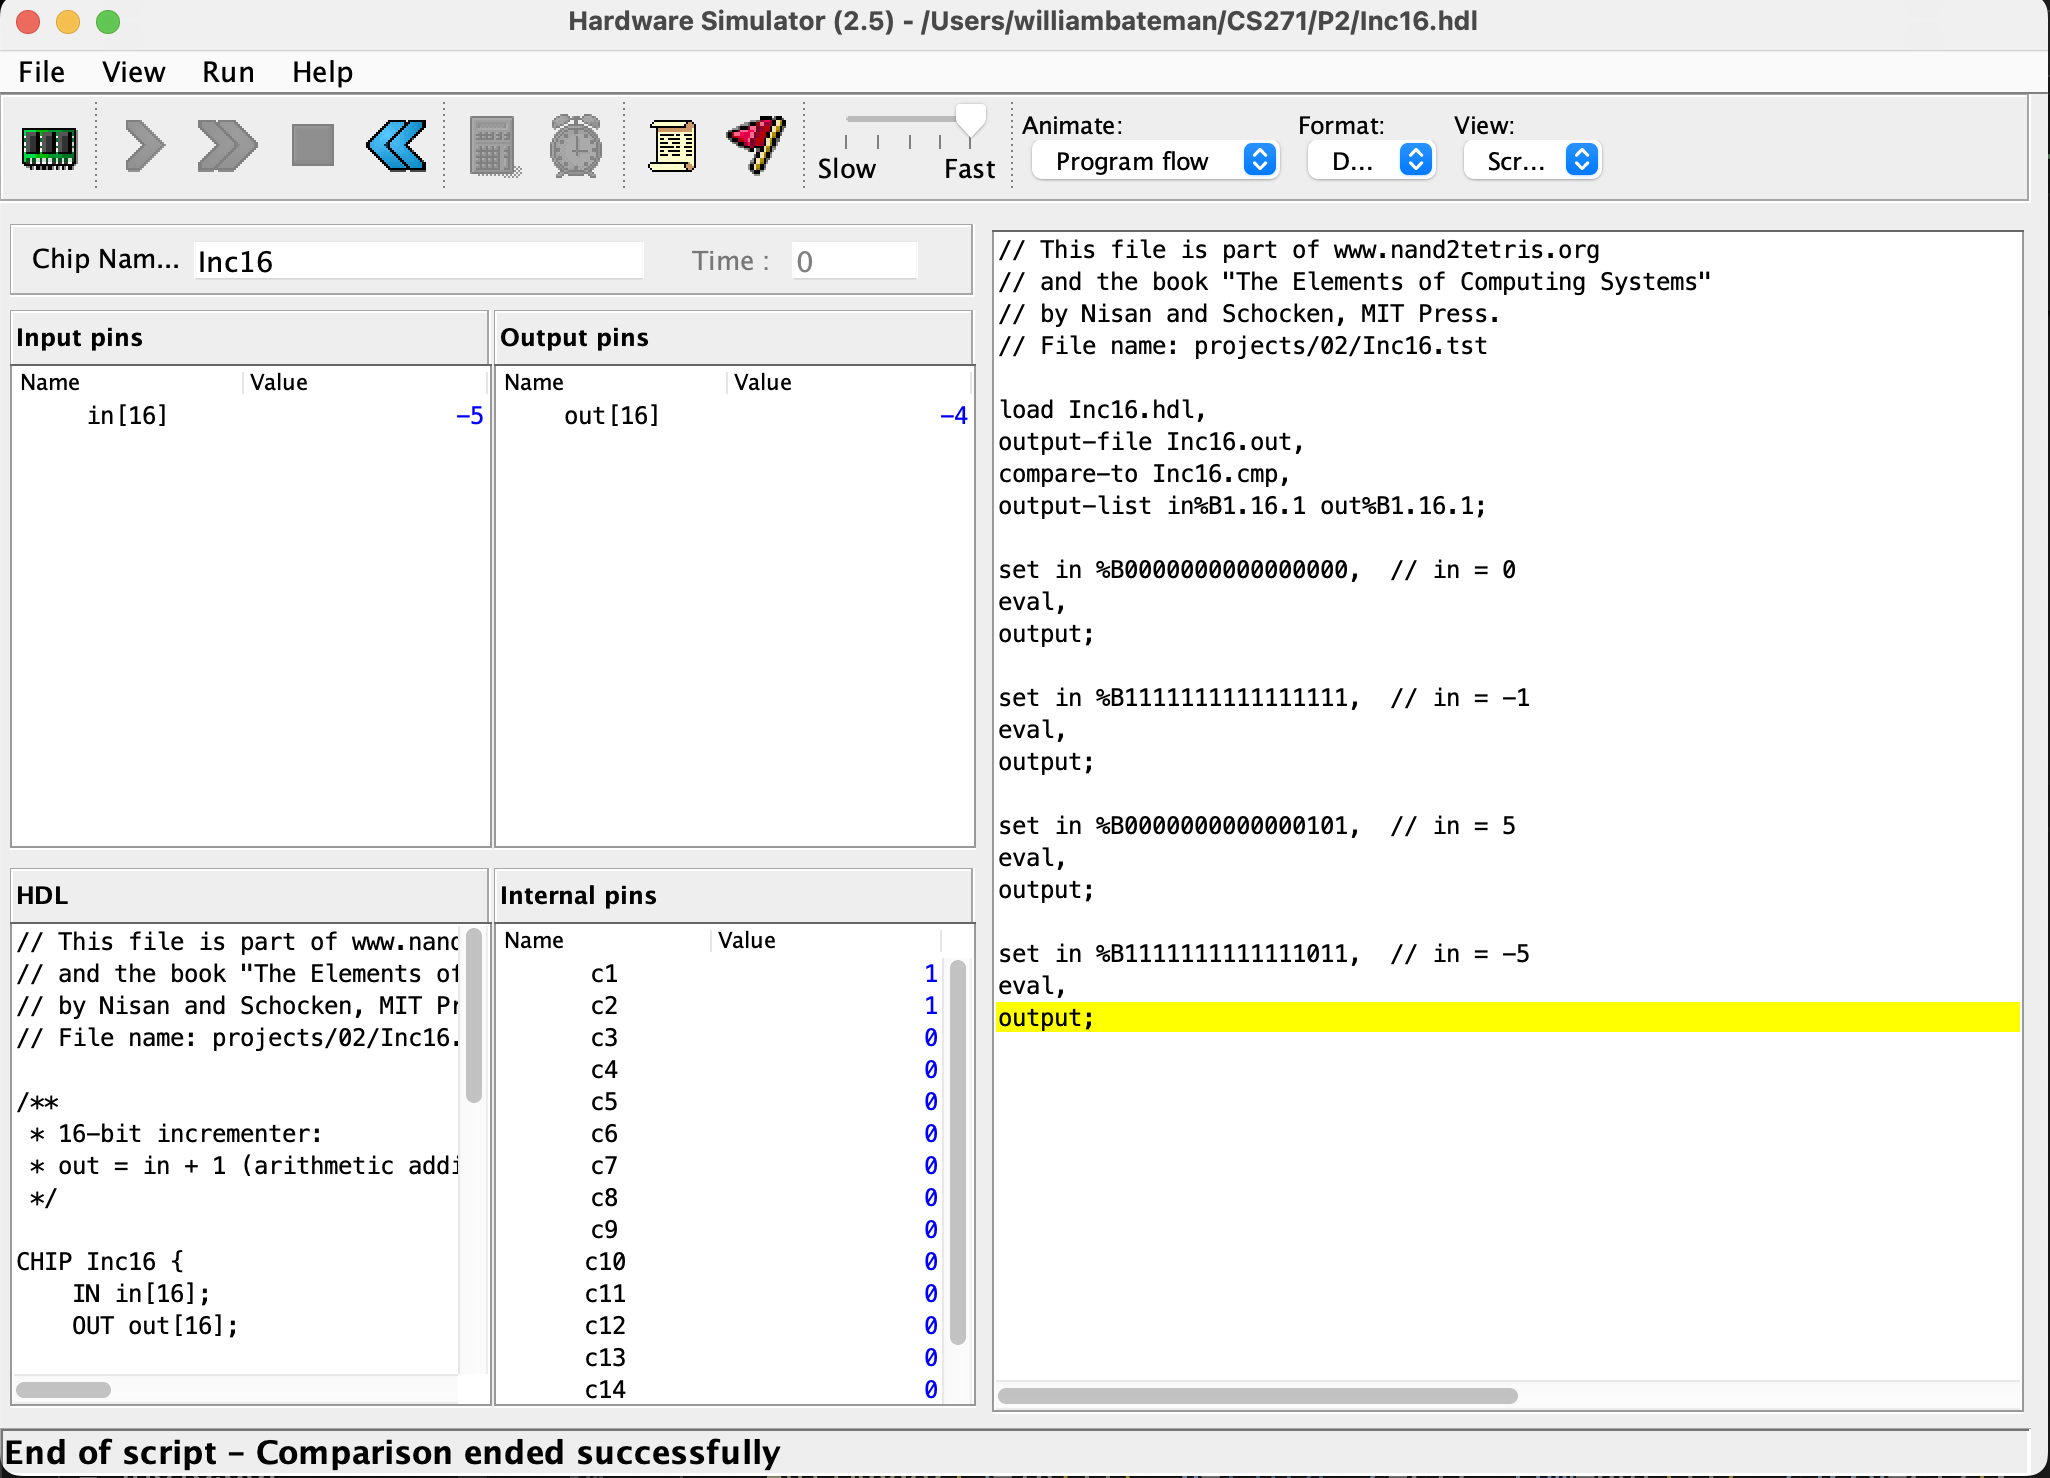 Hardware Simulator (2.5) - /Users/williambateman/CS271/P2/Inc16.hdl
File View Run Help
Slow Fast
Animate: Format: View:
Program flow D... Scr...
Chip Nam... Inc16 Time : 0
Input pins
Name Value
in[16] -5
Output pins
Name Value
out[16] -4
HDL
// This file is part of www.nand
// and the book "The Elements of
// by Nisan and Schocken, MIT Pr
// File name: projects/02/Inc16.
/**
 * 16-bit incrementer:
 * out = in + 1 (arithmetic addi
 */
CHIP Inc16 {
    IN in[16];
    OUT out[16];
Internal pins
Name Value
c1 1
c2 1
c3 0
c4 0
c5 0
c6 0
c7 0
c8 0
c9 0
c10 0
c11 0
c12 0
c13 0
c14 0
// This file is part of www.nand2tetris.org
// and the book "The Elements of Computing Systems"
// by Nisan and Schocken, MIT Press.
// File name: projects/02/Inc16.tst
load Inc16.hdl,
output-file Inc16.out,
compare-to Inc16.cmp,
output-list in%B1.16.1 out%B1.16.1;
set in %B0000000000000000,  // in = 0
eval,
output;
set in %B1111111111111111,  // in = -1
eval,
output;
set in %B0000000000000101,  // in = 5
eval,
output;
set in %B1111111111111011,  // in = -5
eval,
output;
End of script - Comparison ended successfully